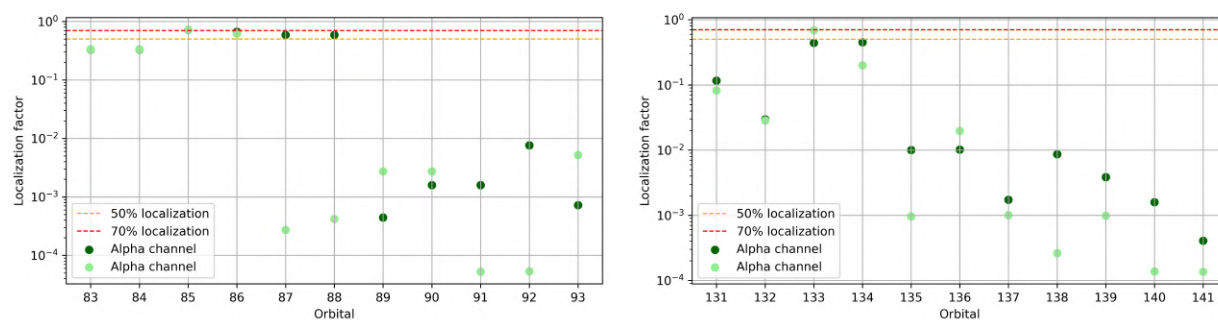 10⁰
10⁻¹
10⁻²
10⁻³
10⁻⁴
Localization factor
50% localization
70% localization
Alpha channel
Alpha channel
83 84 85 86 87 88 89 90 91 92 93
Orbital
10⁰
10⁻¹
10⁻²
10⁻³
10⁻⁴
Localization factor
50% localization
70% localization
Alpha channel
Alpha channel
131 132 133 134 135 136 137 138 139 140 141
Orbital